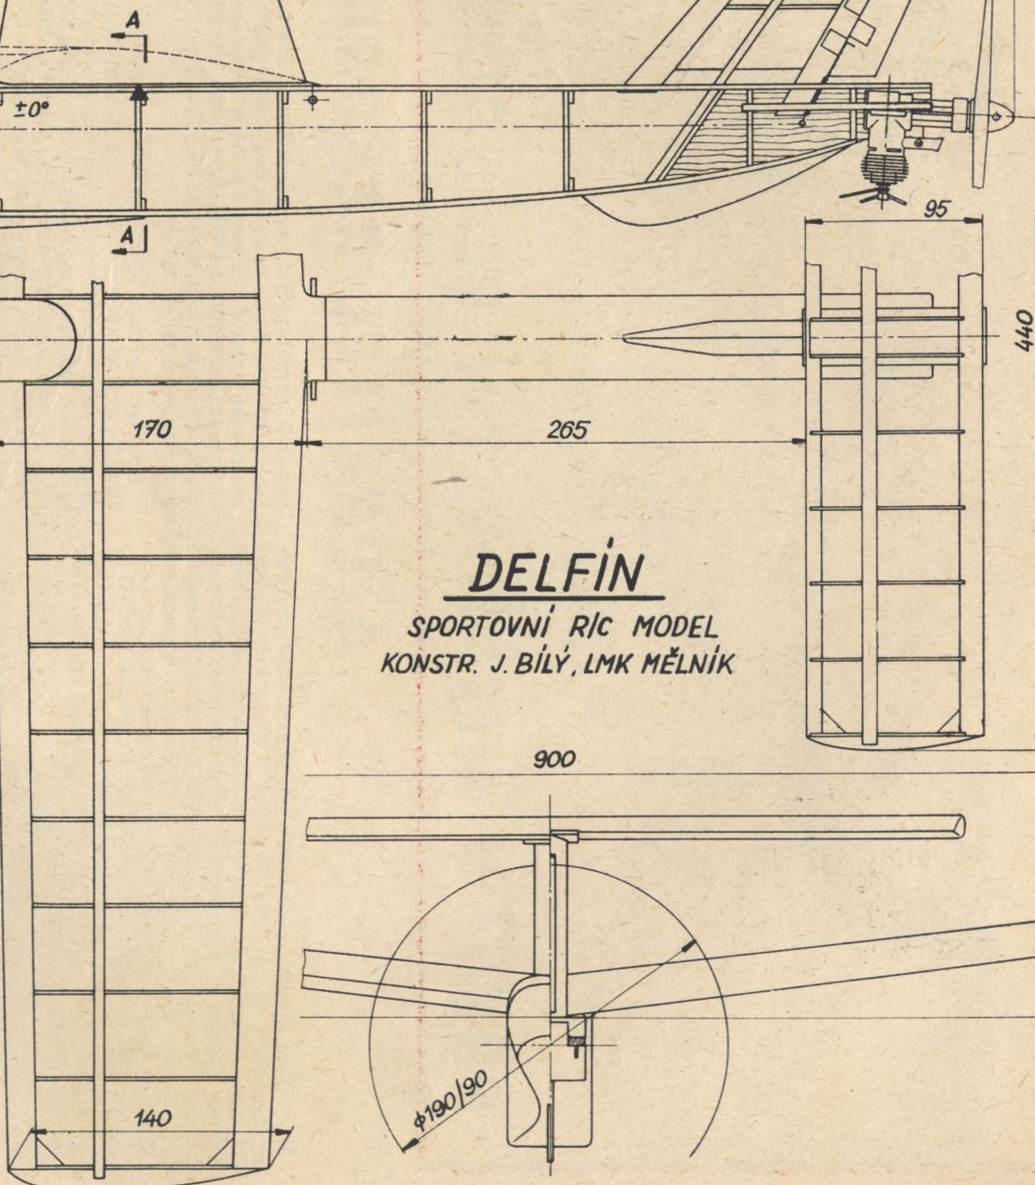 A
±0°
A
95
440
170
265
DELFÍN
SPORTOVNÍ R/C MODEL
KONSTR. J. BÍLÝ, LMK MĚLNÍK
900
ϕ190/90
140